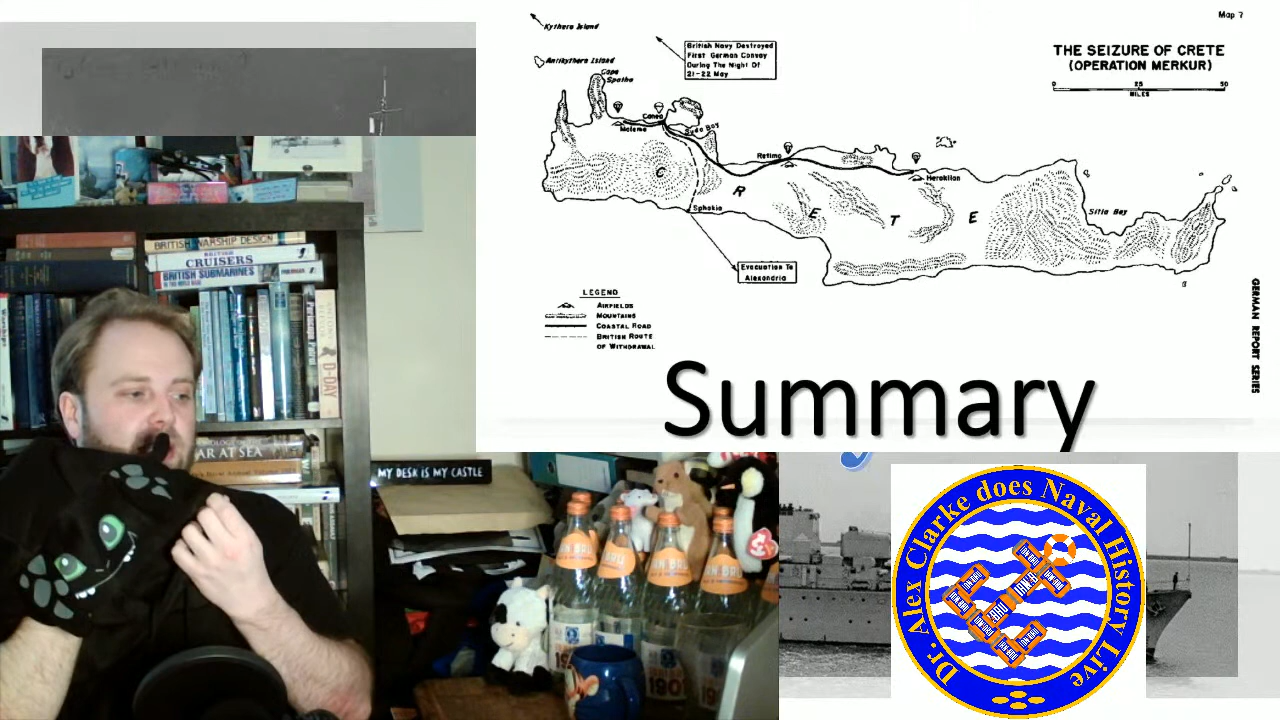 Map 7
Kythera Island
Antikythera Island
Cape
Spatha
British Navy Destroyed
First German Convoy
During The Night Of
21-22 May
THE SEIZURE OF CRETE
(OPERATION MERKUR)
0 25 50
MILES
Canea
Maleme
Suda Bay
Retimo
Heraklion
C R E T E
Sphakia
Sitia Bay
Evacuation To
Alexandria
LEGEND
AIRFIELDS
MOUNTAINS
COASTAL ROAD
BRITISH ROUTE
OF WITHDRAWAL
GERMAN REPORT SERIES
Summary
BRITISH WARSHIP DESIGN
BRITISH
CRUISERS
BRITISH SUBMARINES
D-DAY
WAR AT SEA
MY DESK IS MY CASTLE
IRN-BRU
Dr. Alex Clarke does Naval History Live